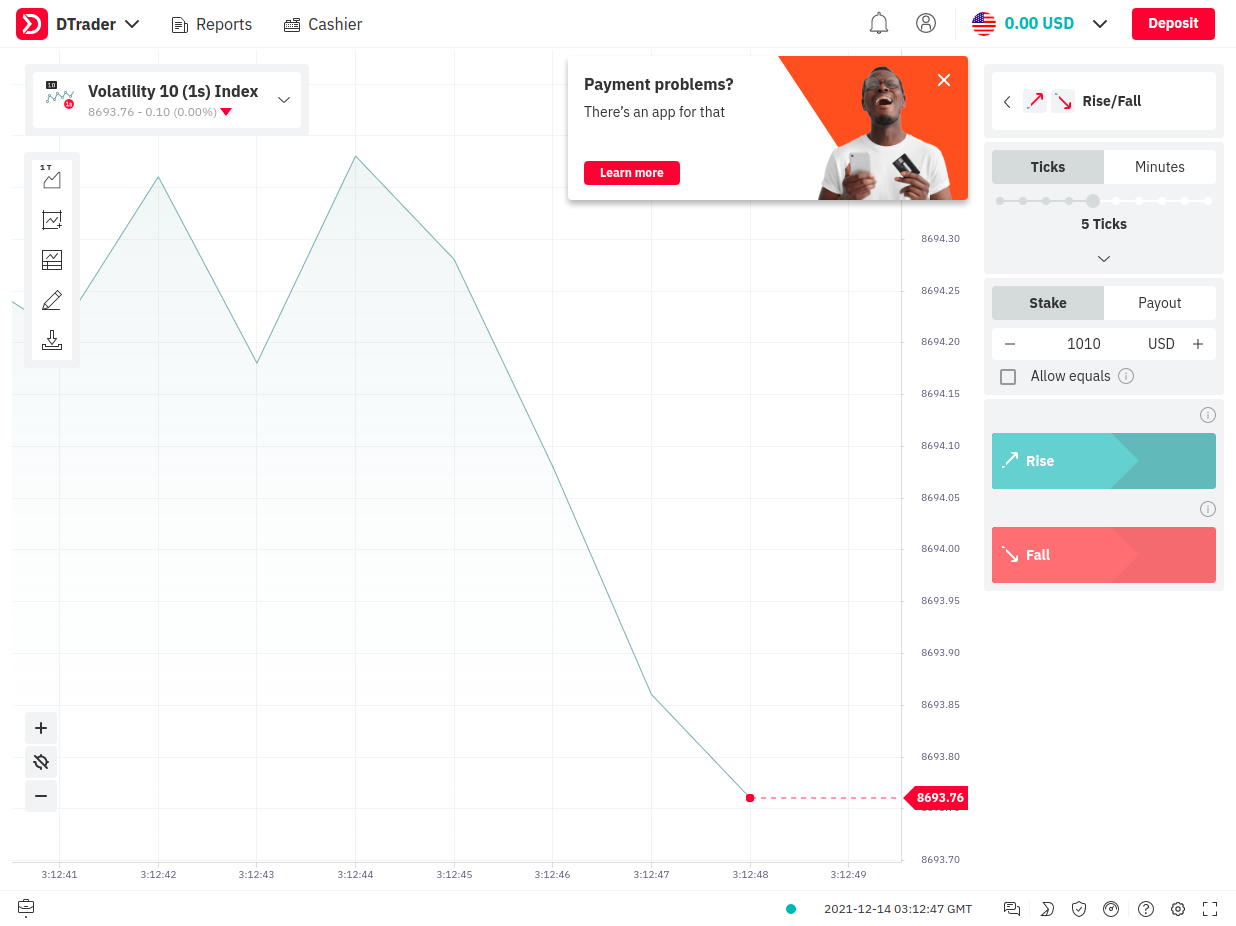 DTrader
Reports
Cashier
0.00 USD
Deposit
10
1s
Volatility 10 (1s) Index
8693.76 - 0.10 (0.00%)
Payment problems?
There's an app for that
Learn more
Rise/Fall
1 T
Ticks
Minutes
5 Ticks
Stake
Payout
1010
USD
Allow equals
Rise
Fall
8694.30
8694.25
8694.20
8694.15
8694.10
8694.05
8694.00
8693.95
8693.90
8693.85
8693.80
8693.76
8693.70
3:12:41
3:12:42
3:12:43
3:12:44
3:12:45
3:12:46
3:12:47
3:12:48
3:12:49
2021-12-14 03:12:47 GMT